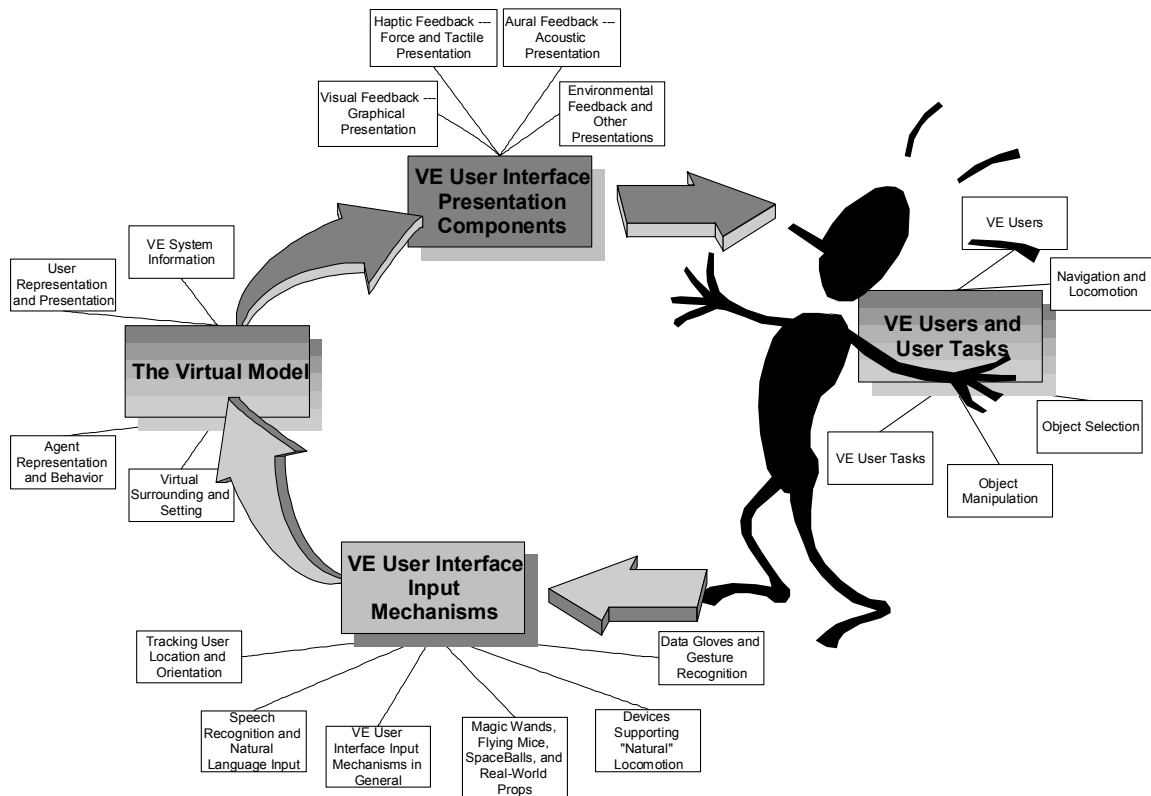 Haptic Feedback ---
Force and Tactile
Presentation
Aural Feedback ---
Acoustic
Presentation
Visual Feedback ---
Graphical
Presentation
Environmental
Feedback and
Other
Presentations
VE User Interface
Presentation
Components
VE System
Information
User
Representation
and Presentation
The Virtual Model
Agent
Representation
and Behavior
Virtual
Surrounding and
Setting
VE Users
Navigation and
Locomotion
VE Users and
User Tasks
Object Selection
VE User Tasks
Object
Manipulation
VE User Interface
Input
Mechanisms
Tracking User
Location and
Orientation
Data Gloves and
Gesture
Recognition
Speech
Recognition and
Natural
Language Input
VE User
Interface Input
Mechanisms in
General
Magic Wands,
Flying Mice,
SpaceBalls, and
Real-World
Props
Devices
Supporting
"Natural"
Locomotion